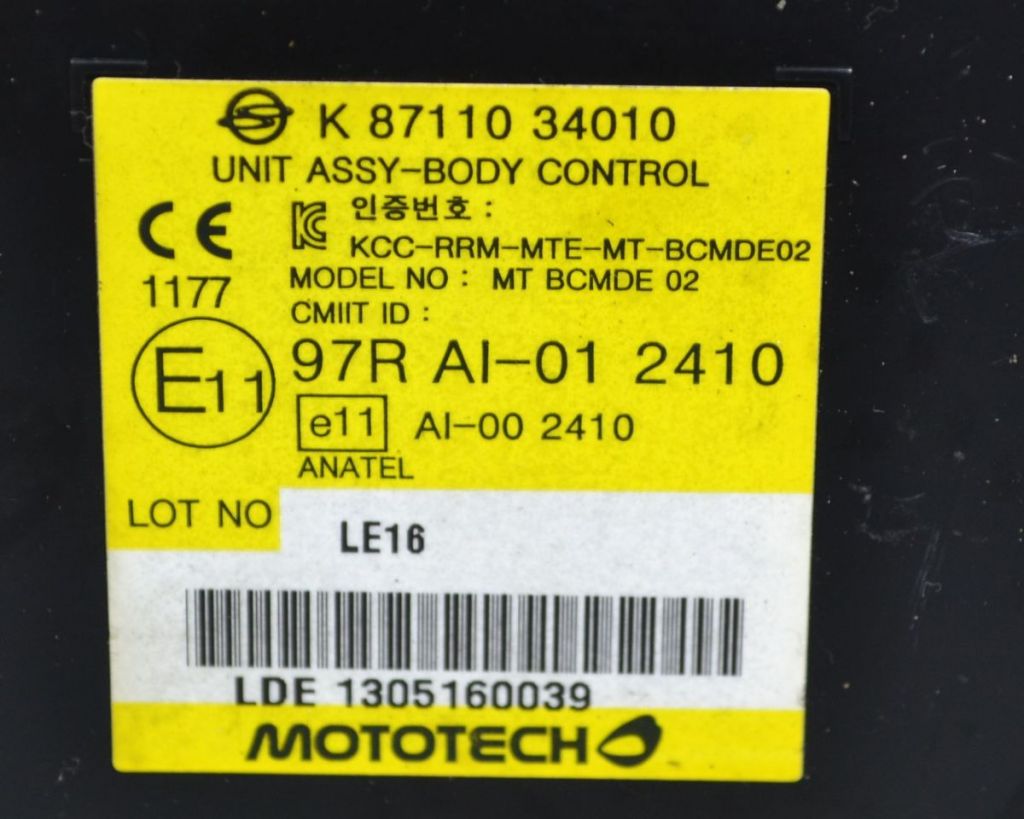 K 87110 34010
UNIT ASSY-BODY CONTROL
CE
1177
인증번호 :
KCC-RRM-MTE-MT-BCMDE02
MODEL NO : MT BCMDE 02
CMIIT ID :
E11
97R AI-01 2410
e11 AI-00 2410
ANATEL
LOT NO
LE16
LDE 1305160039
MOTOTECH